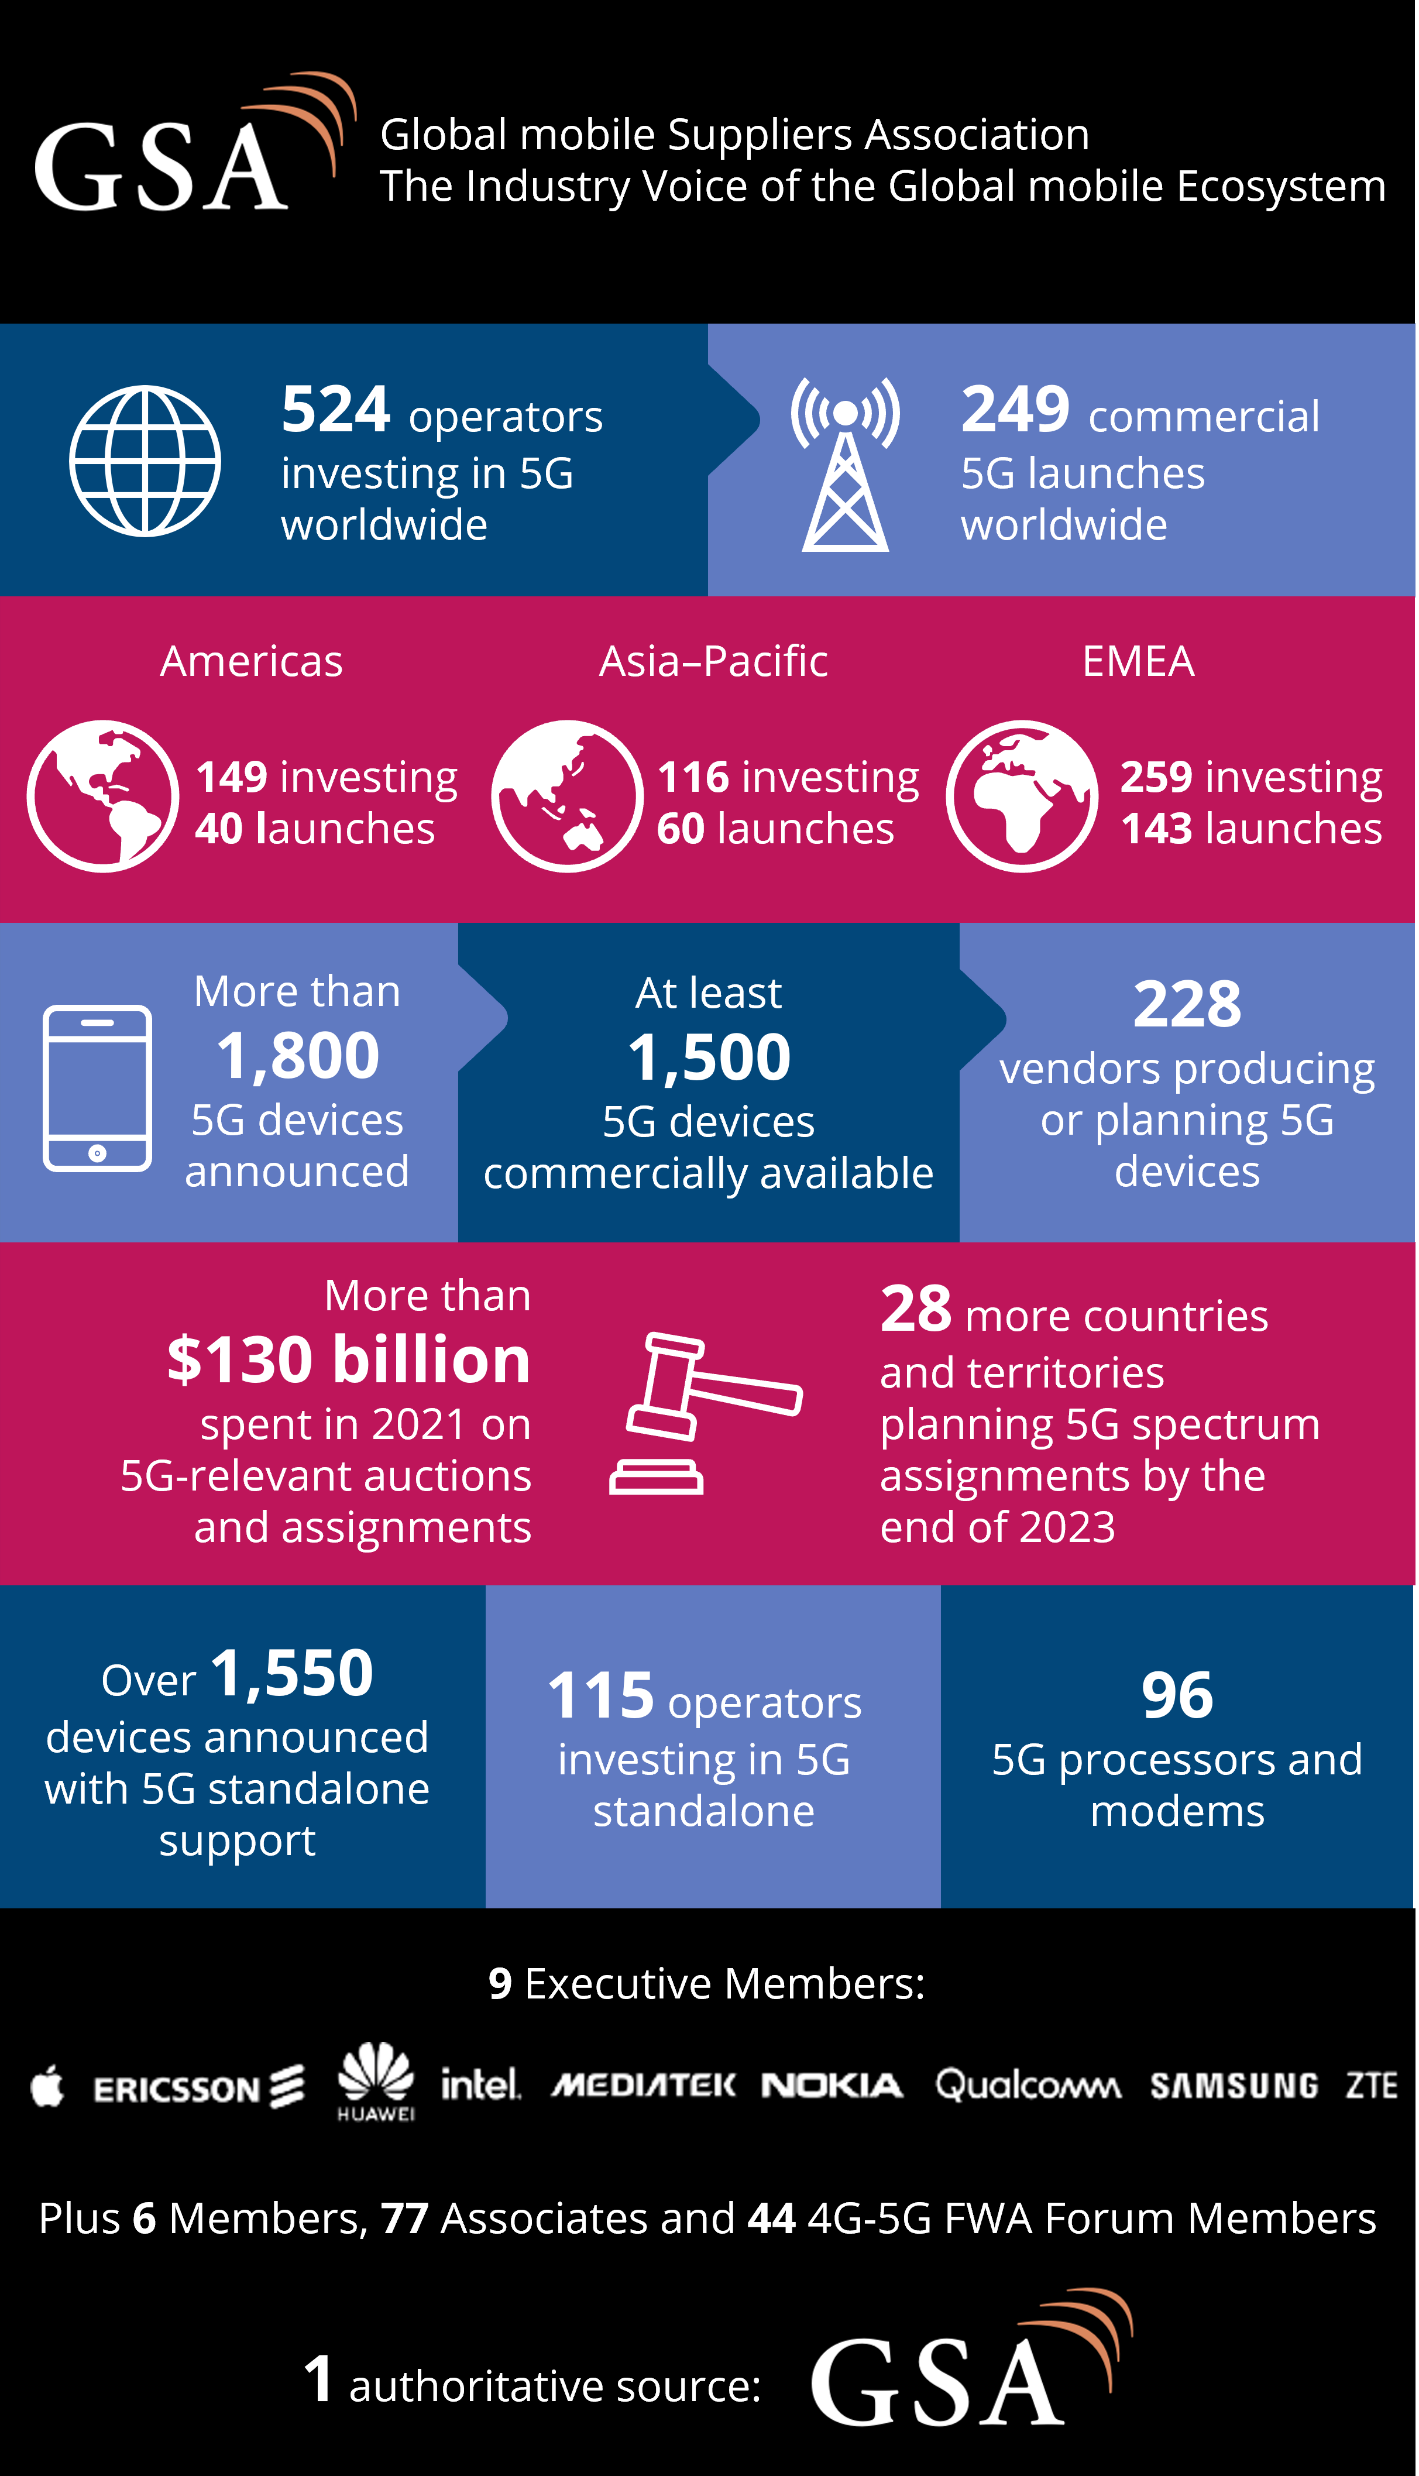 GSA
Global mobile Suppliers Association
The Industry Voice of the Global mobile Ecosystem
524 operators
investing in 5G
worldwide
249 commercial
5G launches
worldwide
Americas
149 investing
40 launches
Asia–Pacific
116 investing
60 launches
EMEA
259 investing
143 launches
More than
1,800
5G devices
announced
At least
1,500
5G devices
commercially available
228
vendors producing
or planning 5G
devices
More than
$130 billion
spent in 2021 on
5G-relevant auctions
and assignments
28 more countries
and territories
planning 5G spectrum
assignments by the
end of 2023
Over 1,550
devices announced
with 5G standalone
support
115 operators
investing in 5G
standalone
96
5G processors and
modems
9 Executive Members:
ERICSSON HUAWEI intel. MEDIATEK NOKIA Qualcomm SAMSUNG ZTE
Plus 6 Members, 77 Associates and 44 4G-5G FWA Forum Members
1 authoritative source: GSA